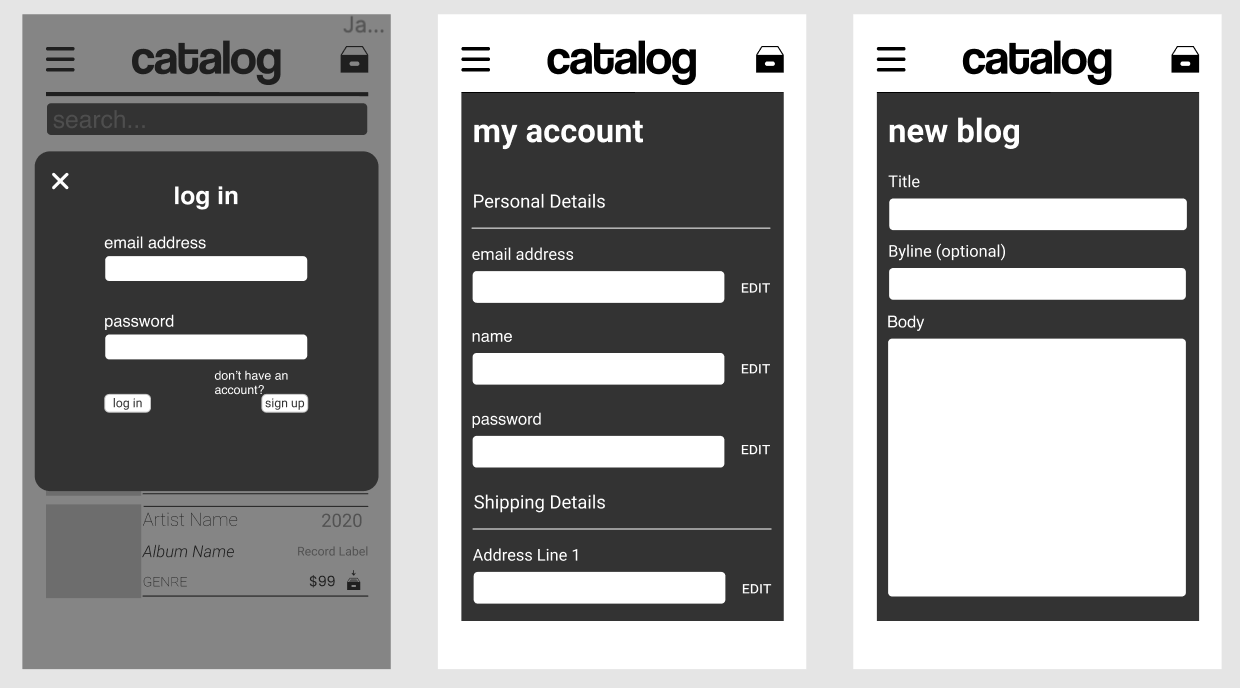 Ja...
catalog
search...
log in
email address
password
don't have an
account?
log in
sign up
Artist Name
2020
Album Name
Record Label
GENRE
$99
catalog
my account
Personal Details
email address
EDIT
name
EDIT
password
EDIT
Shipping Details
Address Line 1
EDIT
catalog
new blog
Title
Byline (optional)
Body